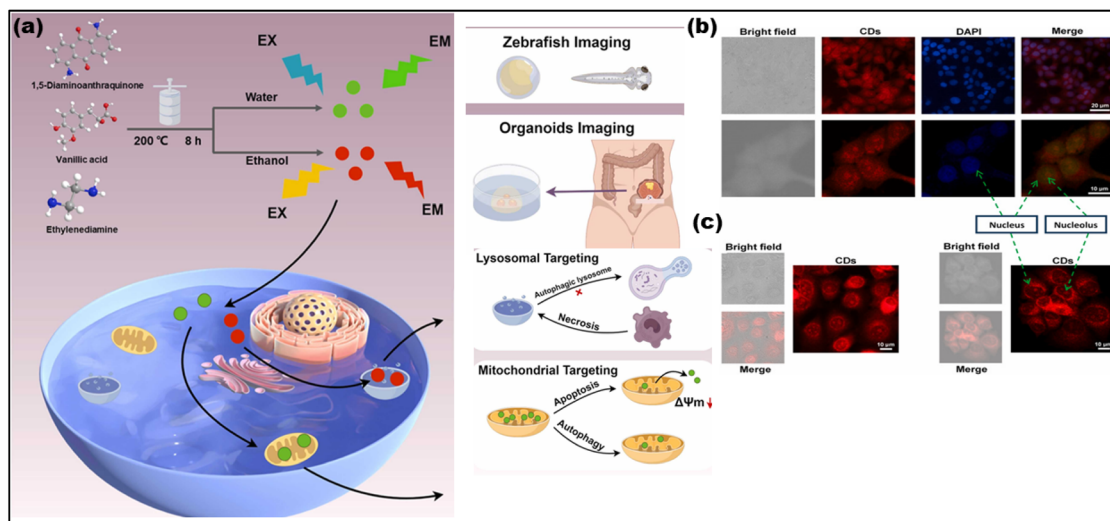 (a)
1,5-Diaminoanthraquinone
Vanillic acid
Ethylenediamine
200 ℃ 8 h
Water
Ethanol
EX
EM
EX
EM
Zebrafish Imaging
Organoids Imaging
Lysosomal Targeting
Autophagic lysosome
Necrosis
Mitochondrial Targeting
Apoptosis
Autophagy
ΔΨm
(b)
Bright field CDs DAPI Merge
20 μm
10 μm
Nucleus Nucleolus
(c)
Bright field
CDs
Merge
10 μm
Bright field
CDs
Merge
10 μm